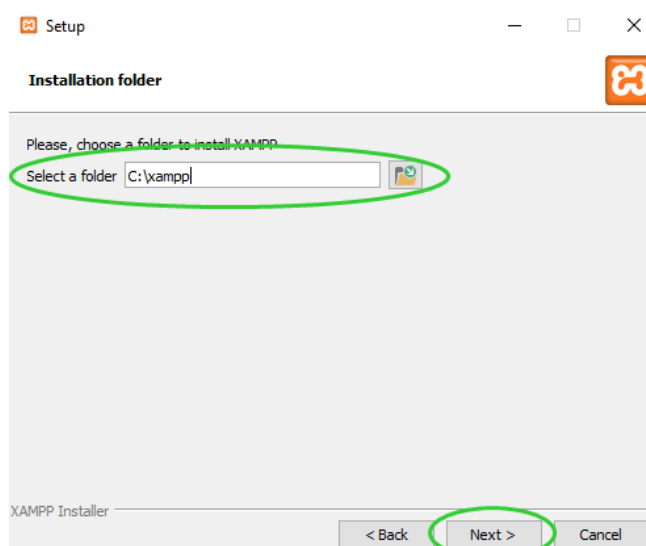 Setup
Installation folder
Please, choose a folder to install XAMPP
Select a folder C:\xampp
XAMPP Installer
< Back Next > Cancel